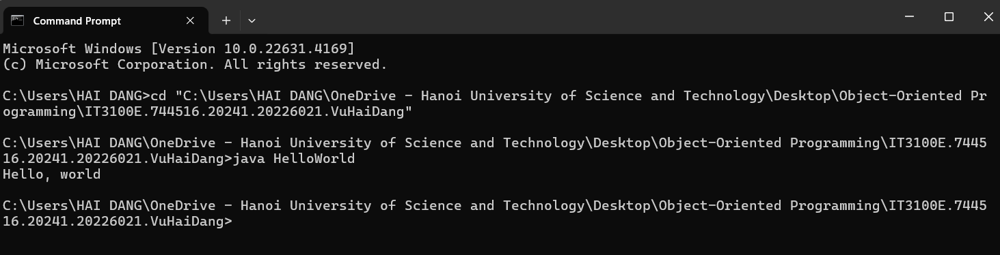 Command Prompt
Microsoft Windows [Version 10.0.22631.4169]
(c) Microsoft Corporation. All rights reserved.
C:\Users\HAI DANG>cd "C:\Users\HAI DANG\OneDrive - Hanoi University of Science and Technology\Desktop\Object-Oriented Pr
ogramming\IT3100E.744516.20241.20226021.VuHaiDang"
C:\Users\HAI DANG\OneDrive - Hanoi University of Science and Technology\Desktop\Object-Oriented Programming\IT3100E.7445
16.20241.20226021.VuHaiDang>java HelloWorld
Hello, world
C:\Users\HAI DANG\OneDrive - Hanoi University of Science and Technology\Desktop\Object-Oriented Programming\IT3100E.7445
16.20241.20226021.VuHaiDang>